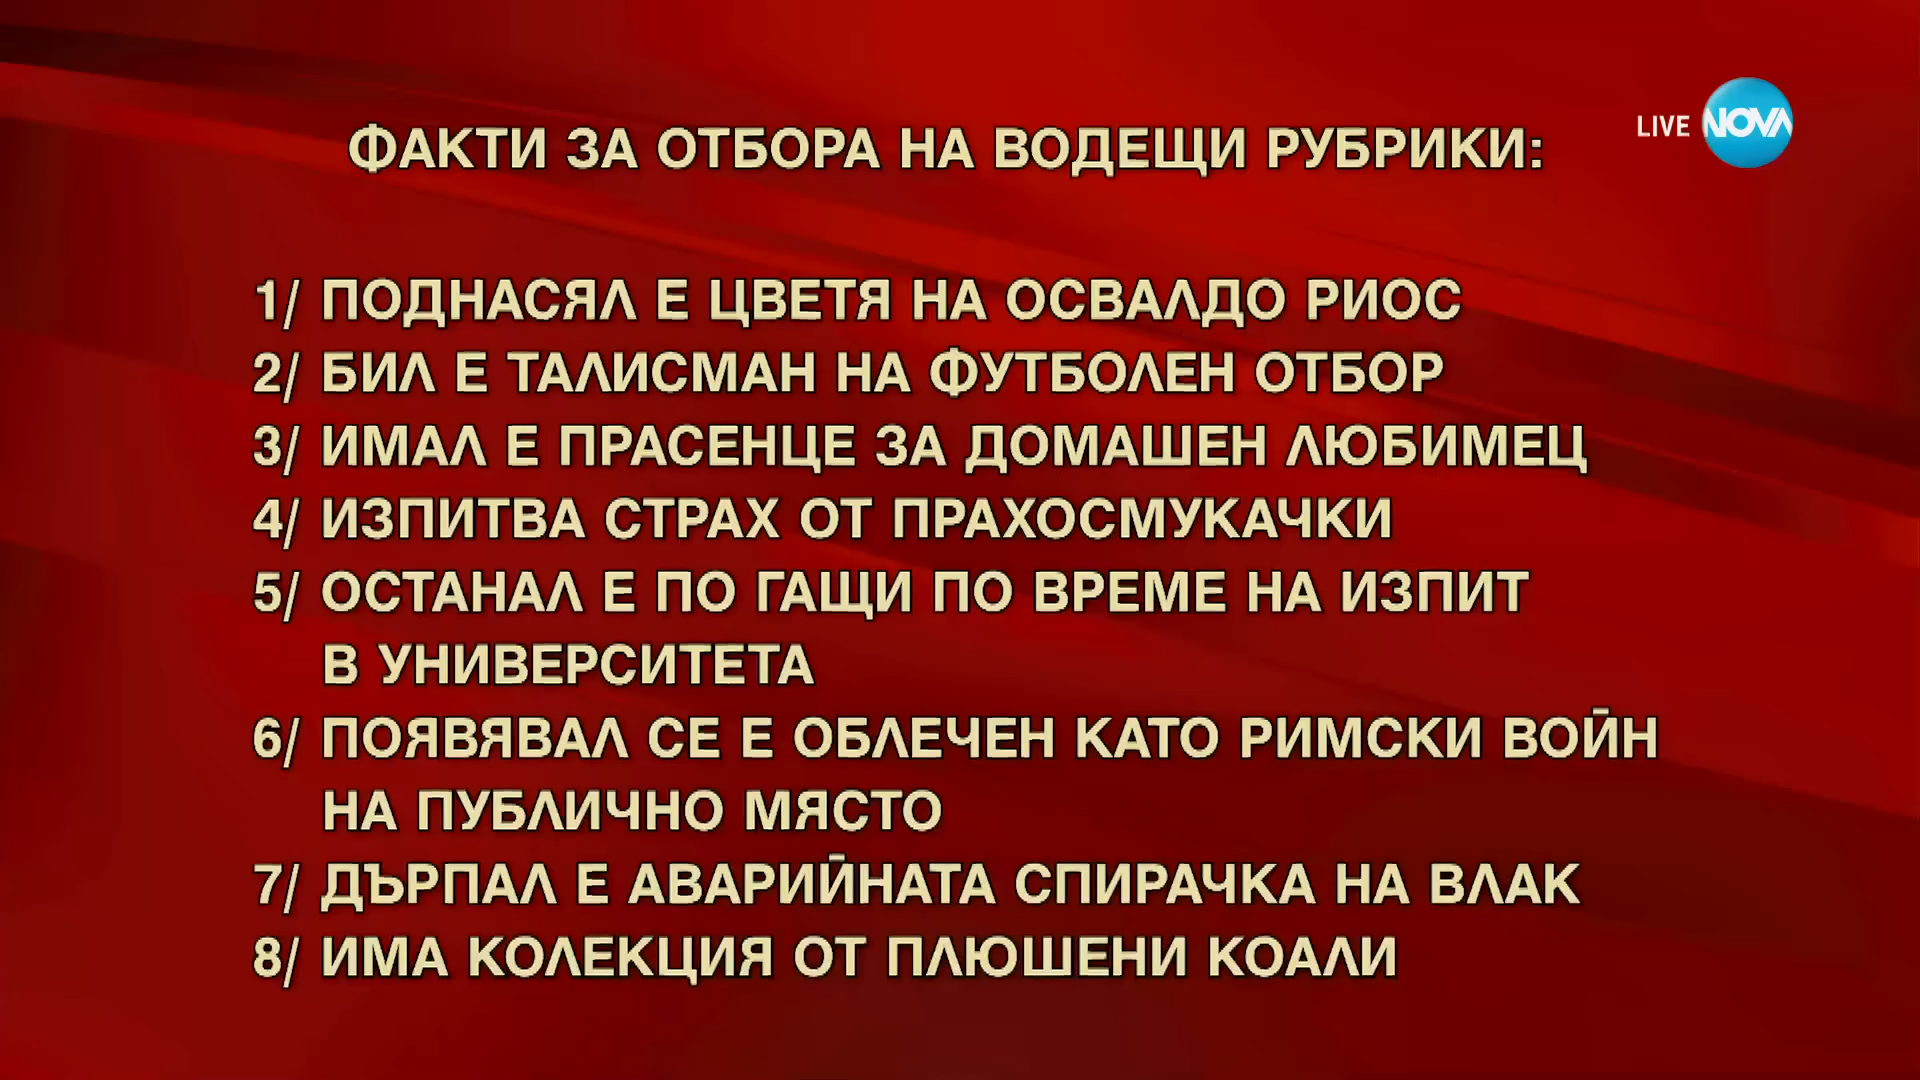 LIVE NOVA
ФАКТИ ЗА ОТБОРА НА ВОДЕЩИ РУБРИКИ:
1/ ПОДНАСЯЛ Е ЦВЕТЯ НА ОСВАЛДО РИОС
2/ БИЛ Е ТАЛИСМАН НА ФУТБОЛЕН ОТБОР
3/ ИМАЛ Е ПРАСЕНЦЕ ЗА ДОМАШЕН ЛЮБИМЕЦ
4/ ИЗПИТВА СТРАХ ОТ ПРАХОСМУКАЧКИ
5/ ОСТАНАЛ Е ПО ГАЩИ ПО ВРЕМЕ НА ИЗПИТ
В УНИВЕРСИТЕТА
6/ ПОЯВЯВАЛ СЕ Е ОБЛЕЧЕН КАТО РИМСКИ ВОЙН
НА ПУБЛИЧНО МЯСТО
7/ ДЪРПАЛ Е АВАРИЙНАТА СПИРАЧКА НА ВЛАК
8/ ИМА КОЛЕКЦИЯ ОТ ПЛЮШЕНИ КОАЛИ